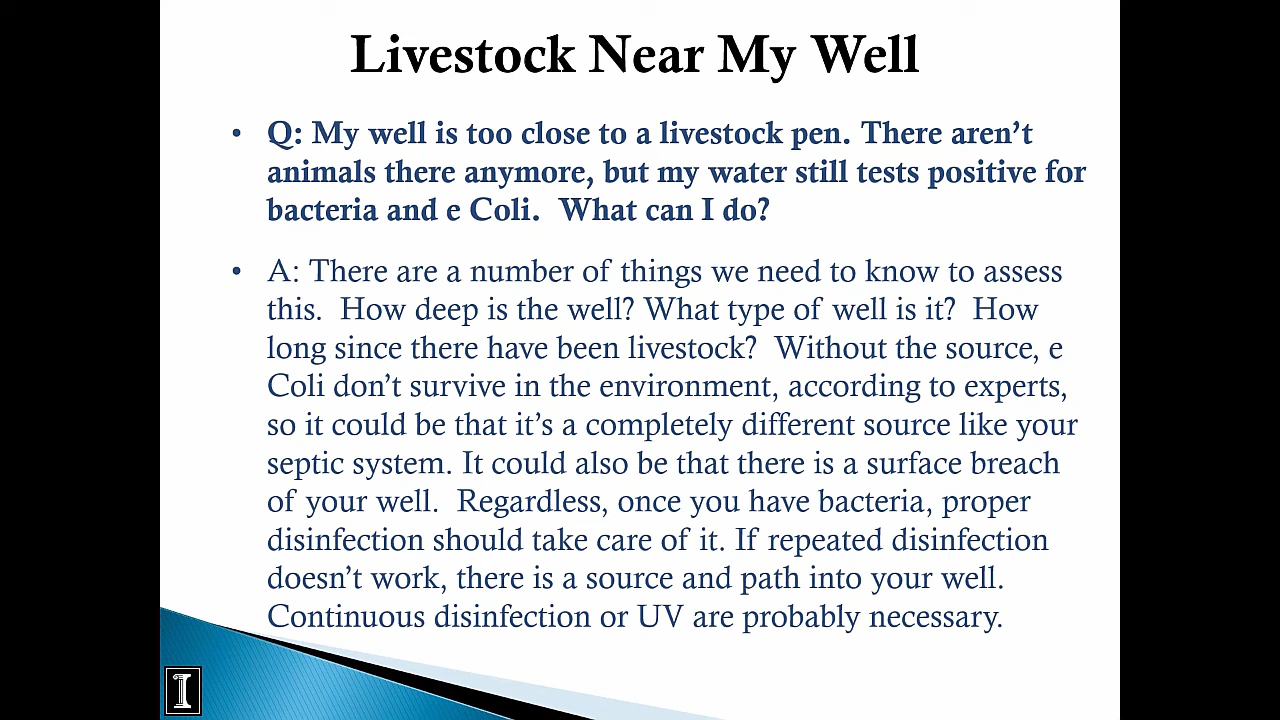 Livestock Near My Well
• Q: My well is too close to a livestock pen. There aren’t
animals there anymore, but my water still tests positive for
bacteria and e Coli.  What can I do?
• A: There are a number of things we need to know to assess
this.  How deep is the well? What type of well is it?  How
long since there have been livestock?  Without the source, e
Coli don’t survive in the environment, according to experts,
so it could be that it’s a completely different source like your
septic system. It could also be that there is a surface breach
of your well.  Regardless, once you have bacteria, proper
disinfection should take care of it. If repeated disinfection
doesn’t work, there is a source and path into your well.
Continuous disinfection or UV are probably necessary.
I